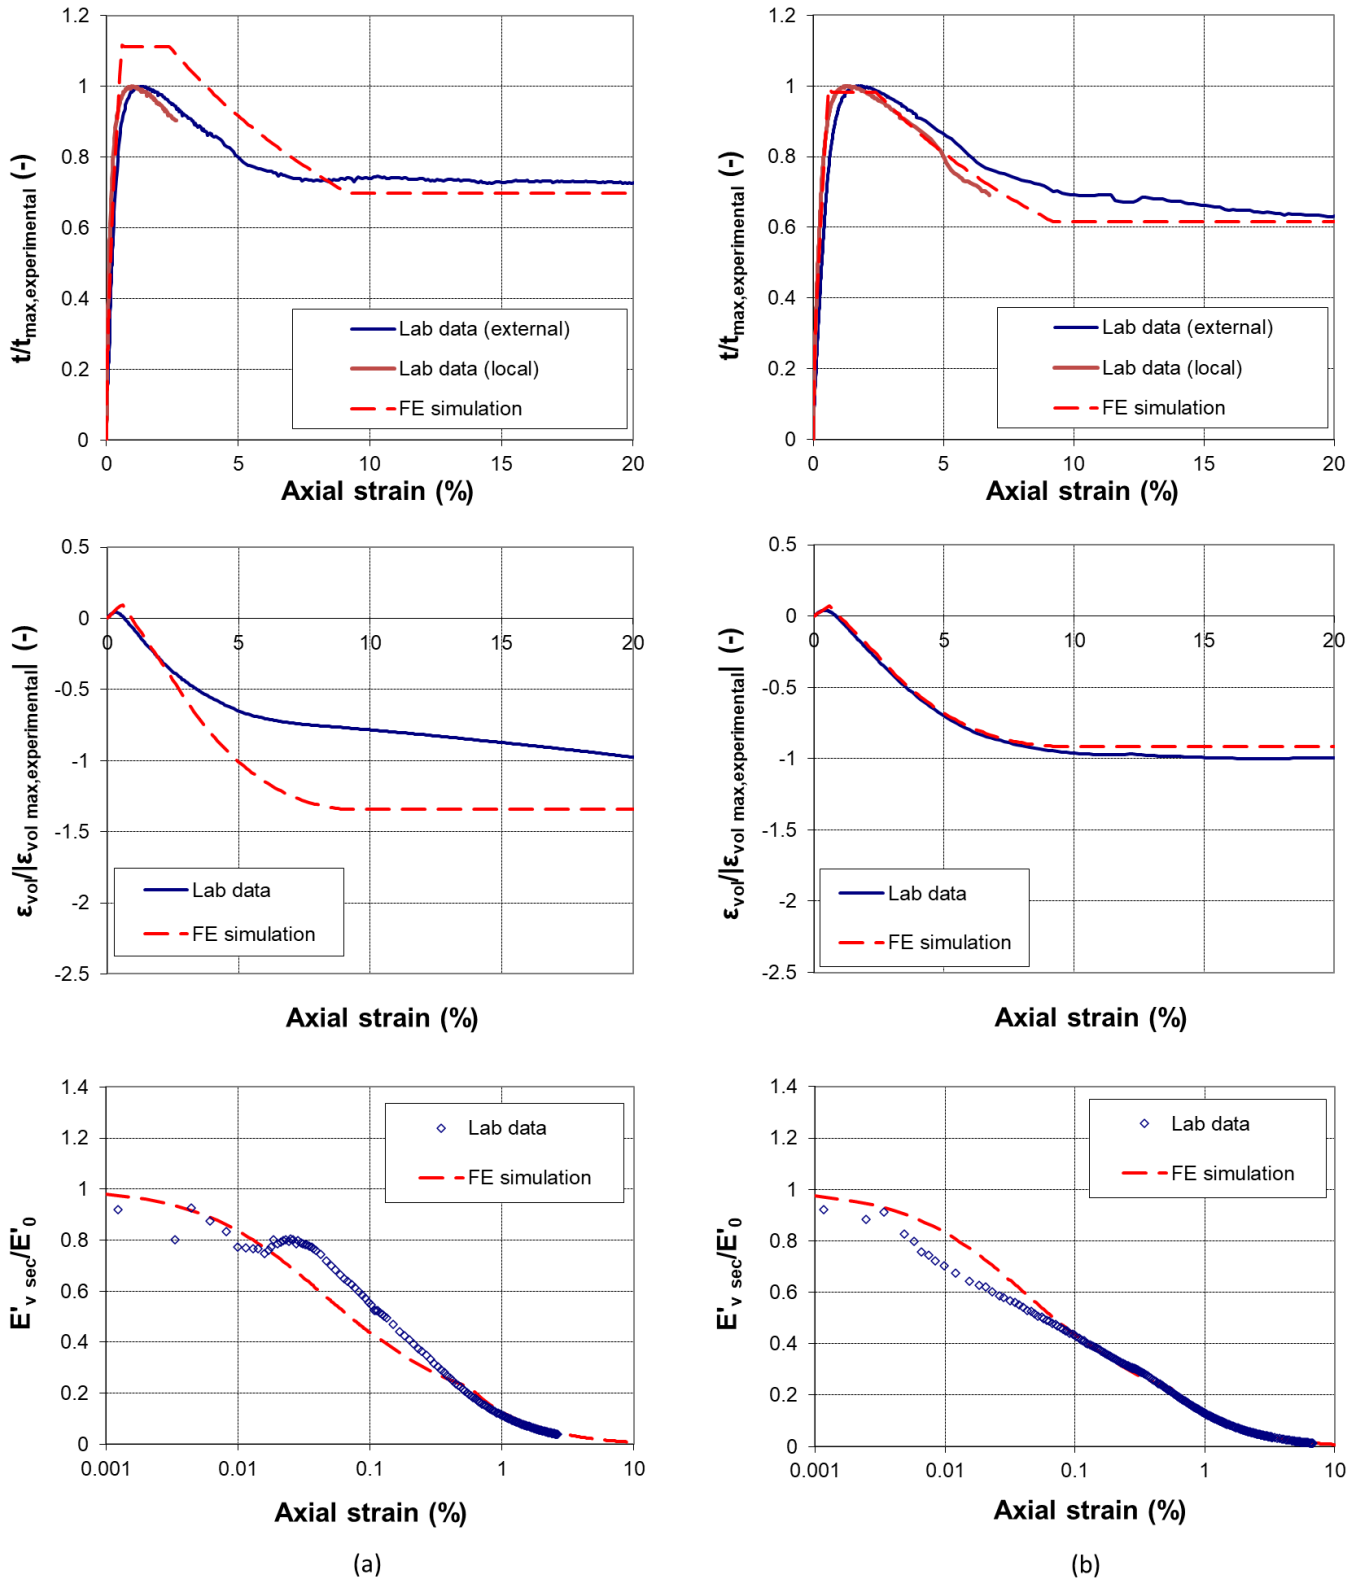 1.2
1
0.8
0.6
0.4
0.2
0
0 5 10 15 20
t/t max,experimental (-)
Axial strain (%)
Lab data (external)
Lab data (local)
FE simulation
1.2
1
0.8
0.6
0.4
0.2
0
0 5 10 15 20
t/t max,experimental (-)
Axial strain (%)
Lab data (external)
Lab data (local)
FE simulation
0.5
0
-0.5
-1
-1.5
-2
-2.5
0 5 10 15 20
εvol/|εvol max,experimental| (-)
Axial strain (%)
Lab data
FE simulation
0.5
0
-0.5
-1
-1.5
-2
-2.5
0 5 10 15 20
εvol/|εvol max,experimental| (-)
Axial strain (%)
Lab data
FE simulation
1.4
1.2
1
0.8
0.6
0.4
0.2
0
0.001 0.01 0.1 1 10
E'v sec/E'0
Axial strain (%)
Lab data
FE simulation
(a)
1.4
1.2
1
0.8
0.6
0.4
0.2
0
0.001 0.01 0.1 1 10
E'v sec/E'0
Axial strain (%)
Lab data
FE simulation
(b)